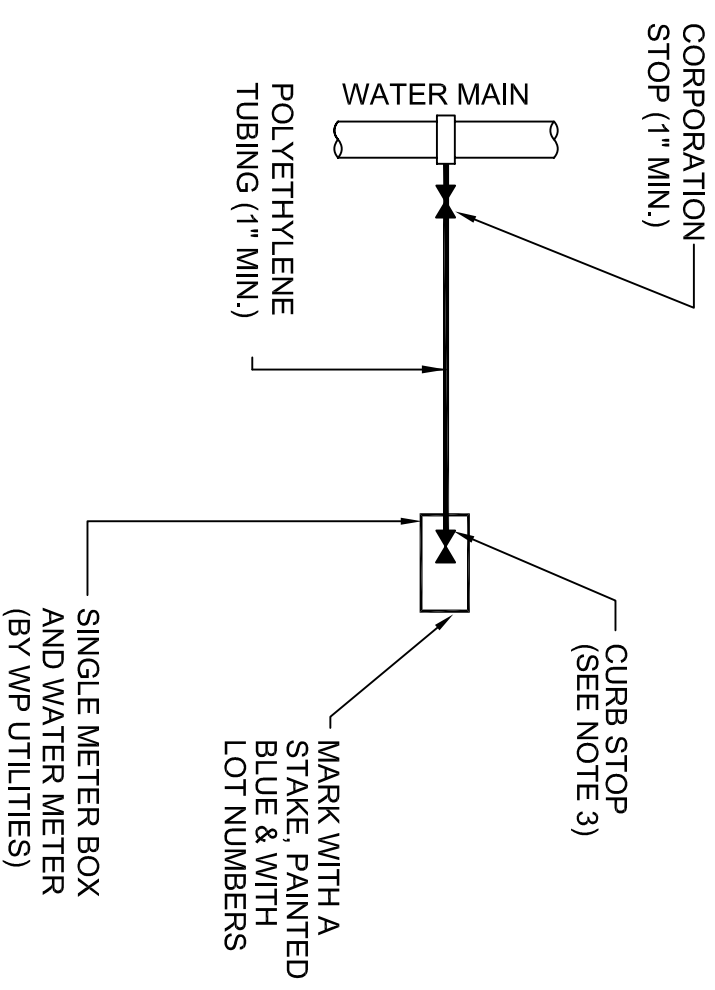 CORPORATION
STOP (1" MIN.)
WATER MAIN
POLYETHYLENE
TUBING (1" MIN.)
CURB STOP
(SEE NOTE 3)
MARK WITH A
STAKE, PAINTED
BLUE & WITH
LOT NUMBERS
SINGLE METER BOX
AND WATER METER
(BY WP UTILITIES)